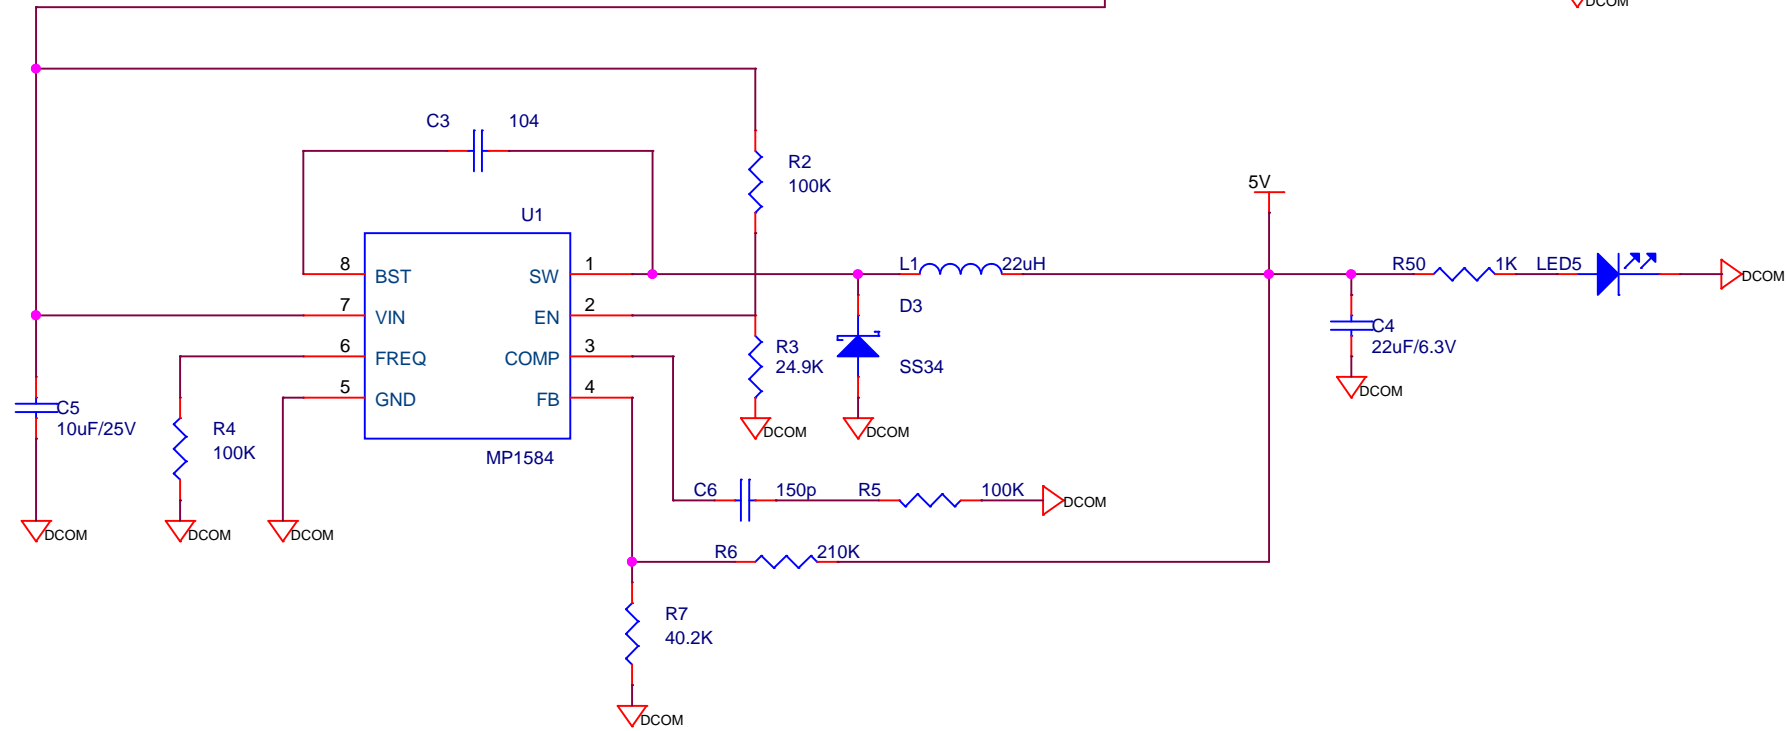 DCOM
C3 104
R2
100K
5V
U1
8 BST SW 1
7 VIN EN 2
6 FREQ COMP 3
5 GND FB 4
MP1584
L1 22uH
D3
SS34
R50 1K LED5 DCOM
C4
22uF/6.3V
DCOM
R3
24.9K
DCOM
DCOM
C5
10uF/25V
R4
100K
DCOM
DCOM
DCOM
C6 150p R5 100K DCOM
R6 210K
R7
40.2K
DCOM